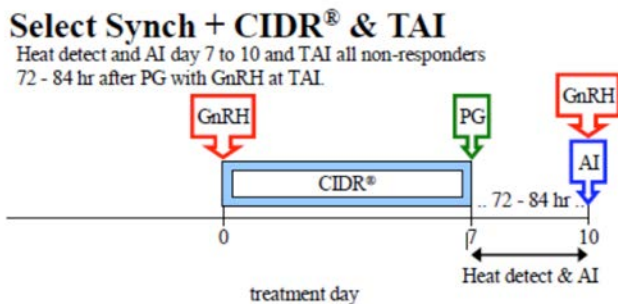 Select Synch + CIDR® & TAI
Heat detect and AI day 7 to 10 and TAI all non-responders
72 - 84 hr after PG with GnRH at TAI.
GnRH
PG
GnRH
AI
CIDR®
.. 72 - 84 hr ..
0
7
10
Heat detect & AI
treatment day